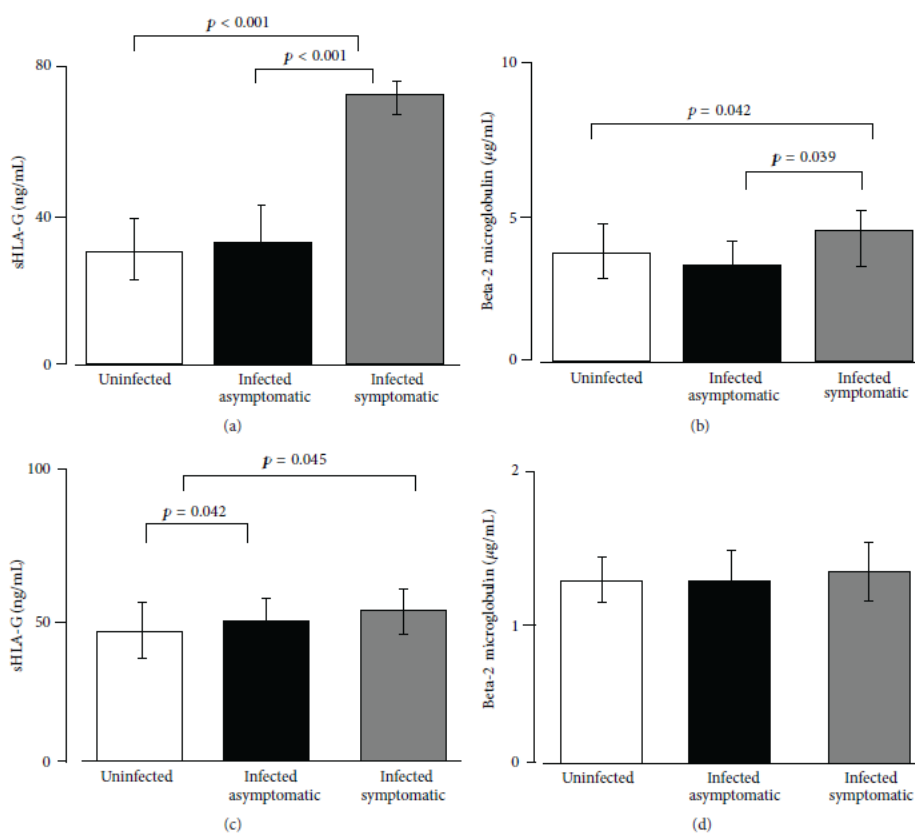 p < 0.001
p < 0.001
80
40
0
sHLA-G (ng/mL)
Uninfected
Infected
asymptomatic
Infected
symptomatic
(a)
10
5
0
Beta-2 microglobulin (μg/mL)
p = 0.042
p = 0.039
Uninfected
Infected
asymptomatic
Infected
symptomatic
(b)
100
50
0
sHLA-G (ng/mL)
p = 0.045
p = 0.042
Uninfected
Infected
asymptomatic
Infected
symptomatic
(c)
2
1
0
Beta-2 microglobulin (μg/mL)
Uninfected
Infected
asymptomatic
Infected
symptomatic
(d)